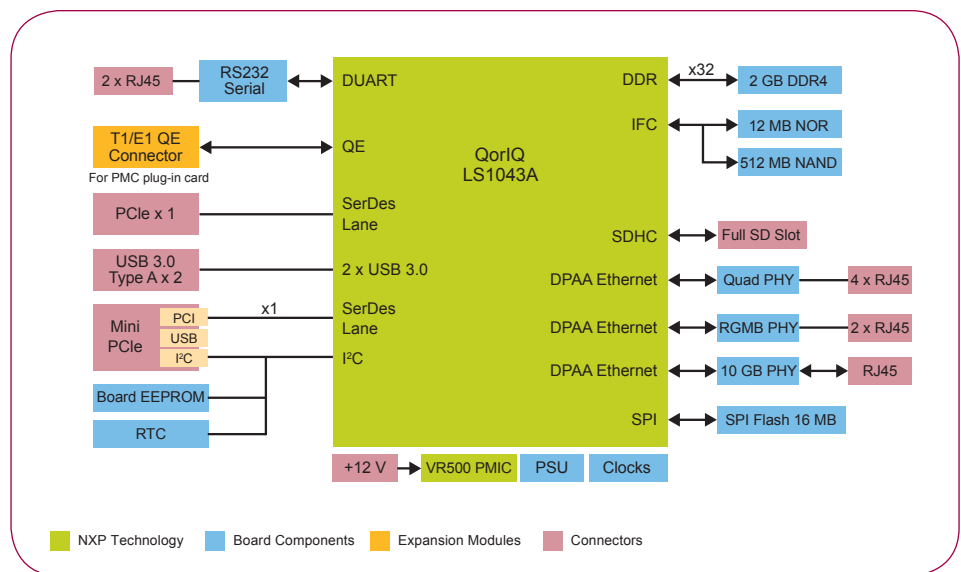 2 x RJ45
RS232
Serial
DUART
T1/E1 QE
Connector
For PMC plug-in card
QE
PCIe x 1
SerDes
Lane
USB 3.0
Type A x 2
2 x USB 3.0
Mini
PCIe
PCI
USB
I²C
x1
SerDes
Lane
I²C
Board EEPROM
RTC
QorIQ
LS1043A
DDR
x32
2 GB DDR4
IFC
12 MB NOR
512 MB NAND
SDHC
Full SD Slot
DPAA Ethernet
Quad PHY
4 x RJ45
DPAA Ethernet
RGMB PHY
2 x RJ45
DPAA Ethernet
10 GB PHY
RJ45
SPI
SPI Flash 16 MB
+12 V
VR500 PMIC
PSU
Clocks
NXP Technology
Board Components
Expansion Modules
Connectors